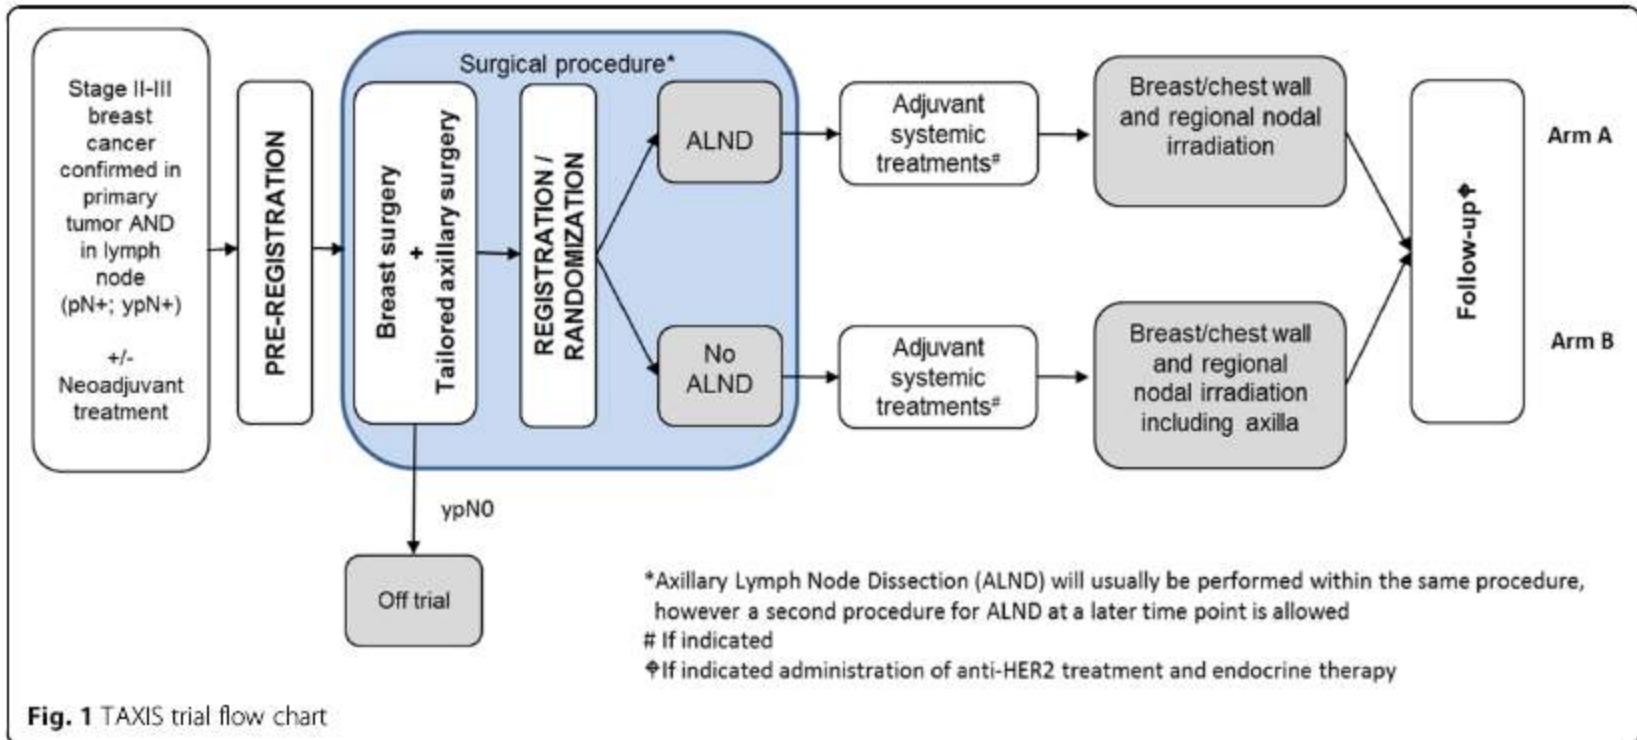 Surgical procedure*
Stage II-III
breast
cancer
confirmed in
primary
tumor AND
in lymph
node
(pN+; ypN+)
+/-
Neoadjuvant
treatment
PRE-REGISTRATION
Breast surgery
+
Tailored axillary surgery
REGISTRATION /
RANDOMIZATION
ALND
Adjuvant
systemic
treatments#
Breast/chest wall
and regional nodal
irradiation
Arm A
No
ALND
Adjuvant
systemic
treatments#
Breast/chest wall
and regional
nodal irradiation
including axilla
Arm B
Follow-up⌖
ypN0
Off trial
*Axillary Lymph Node Dissection (ALND) will usually be performed within the same procedure,
however a second procedure for ALND at a later time point is allowed
# If indicated
⌖If indicated administration of anti-HER2 treatment and endocrine therapy
Fig. 1 TAXIS trial flow chart